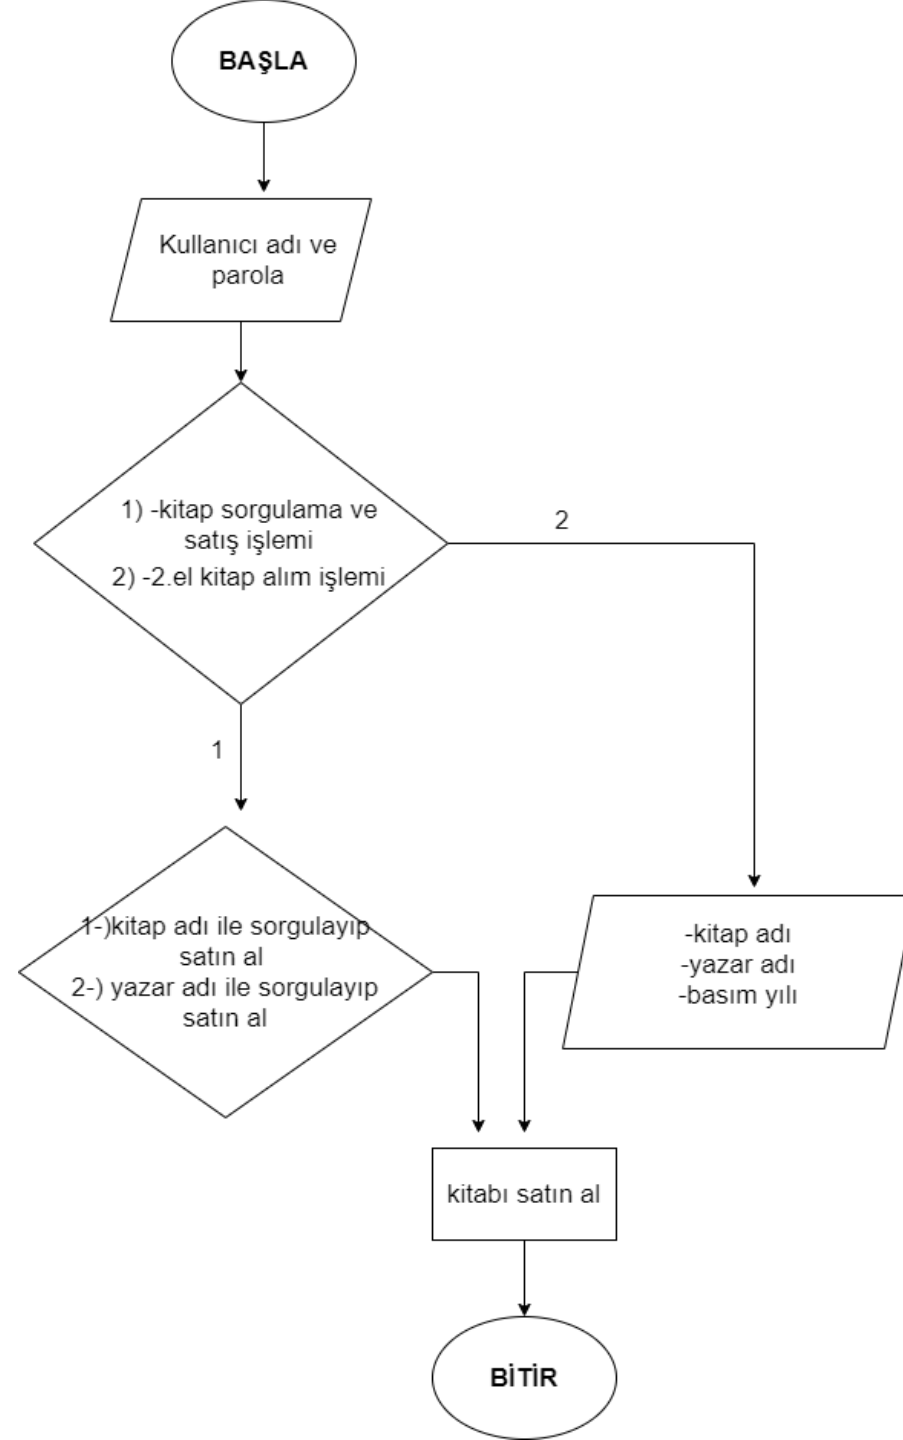 BAŞLA
Kullanıcı adı ve
parola
1) -kitap sorgulama ve
satış işlemi
2) -2.el kitap alım işlemi
2
1
1-)kitap adı ile sorgulayıp
satın al
2-) yazar adı ile sorgulayıp
satın al
-kitap adı
-yazar adı
-basım yılı
kitabı satın al
BİTİR